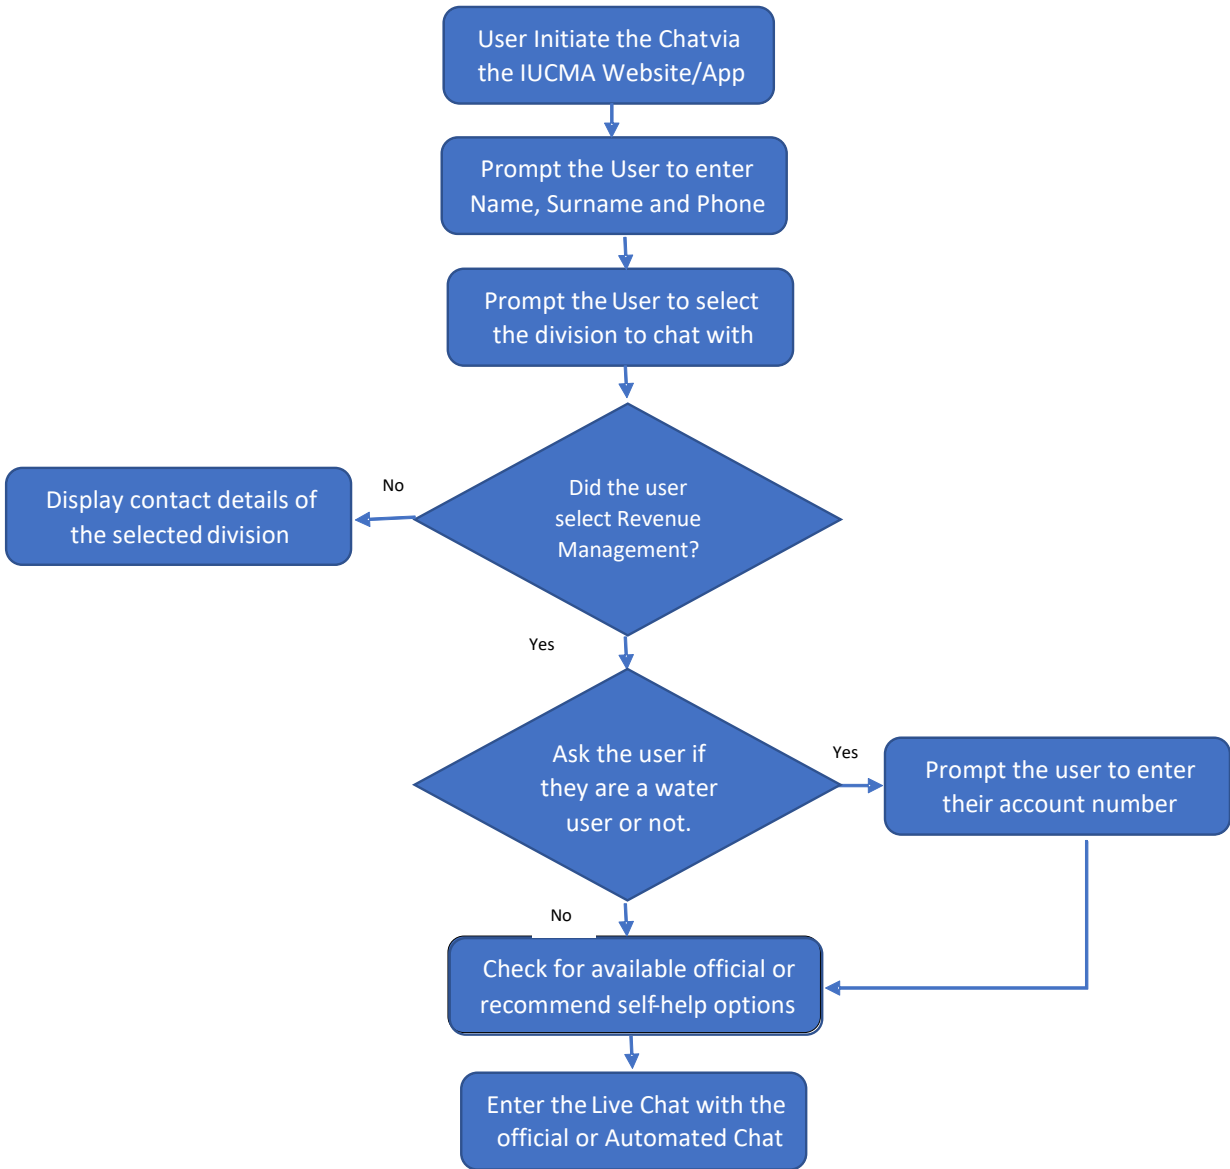 User Initiate the Chatvia
the IUCMA Website/App
Prompt the User to enter
Name, Surname and Phone
Prompt the User to select
the division to chat with
No
Display contact details of
the selected division
Did the user
select Revenue
Management?
Yes
Ask the user if
they are a water
user or not.
Yes
Prompt the user to enter
their account number
No
Check for available official or
recommend self-help options
Enter the Live Chat with the
official or Automated Chat